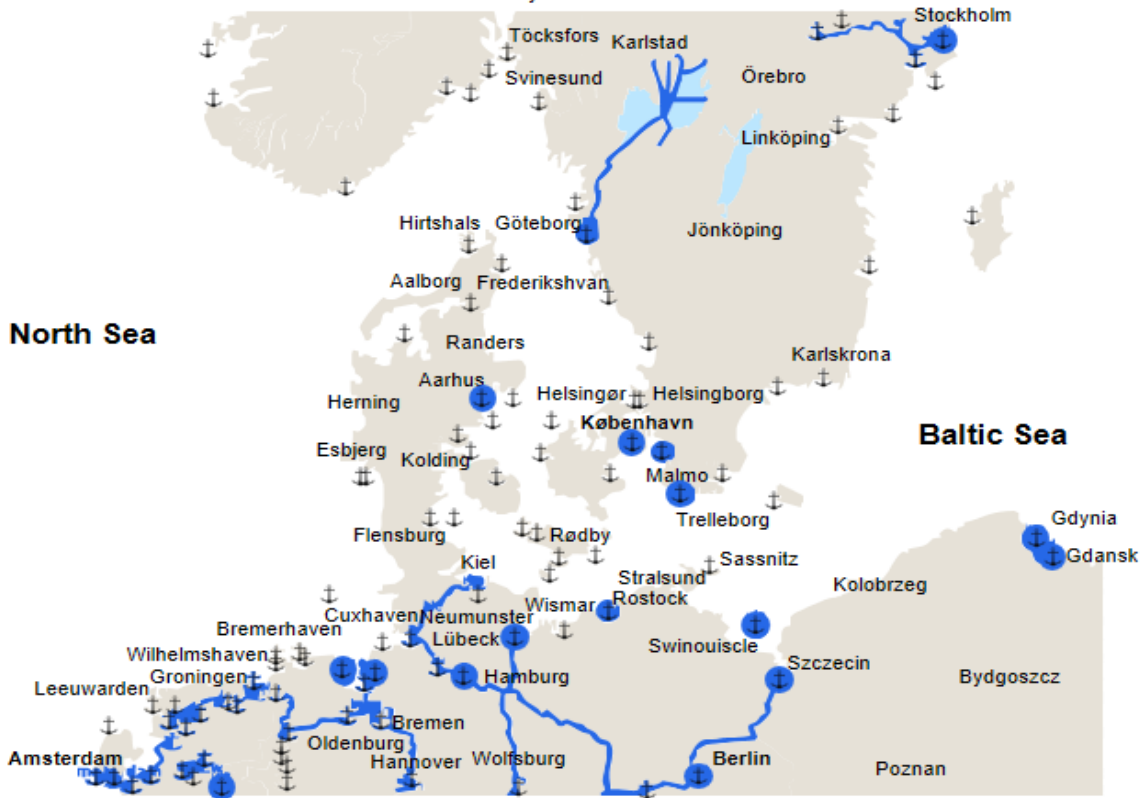 Stockholm
Töcksfors
Karlstad
Svinesund
Örebro
Linköping
Hirtshals
Göteborg
Jönköping
Aalborg
Frederikshvan
North Sea
Randers
Karlskrona
Aarhus
Herning
Helsingør
Helsingborg
København
Baltic Sea
Esbjerg
Kolding
Malmo
Trelleborg
Gdynia
Flensburg
Rødby
Gdansk
Sassnitz
Kiel
Stralsund
Kolobrzeg
Wismar
Rostock
Cuxhaven
Neumunster
Bremerhaven
Lübeck
Swinouiscle
Wilhelmshaven
Szczecin
Groningen
Hamburg
Bydgoszcz
Leeuwarden
Bremen
Oldenburg
Amsterdam
Hannover
Wolfsburg
Berlin
Poznan